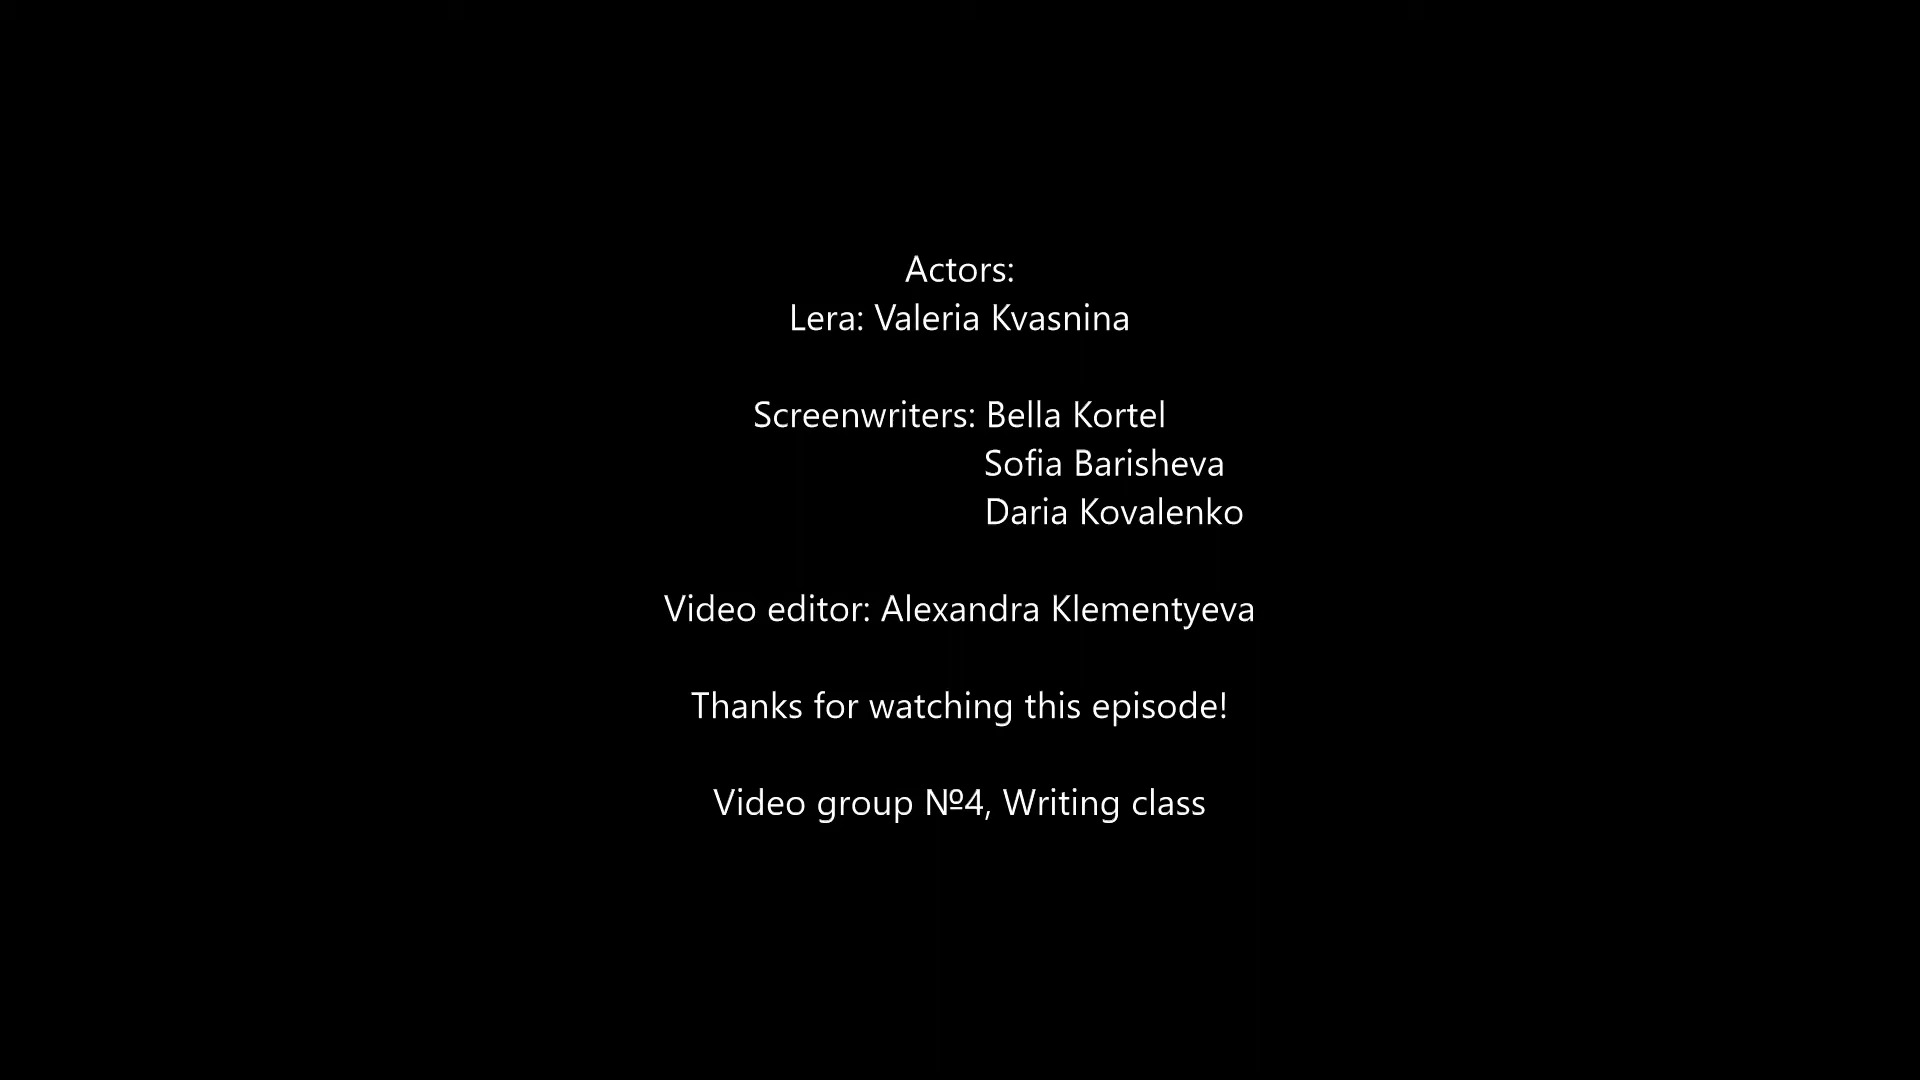 Actors:
Lera: Valeria Kvasnina
Screenwriters: Bella Kortel
Sofia Barisheva
Daria Kovalenko
Video editor: Alexandra Klementyeva
Thanks for watching this episode!
Video group №4, Writing class